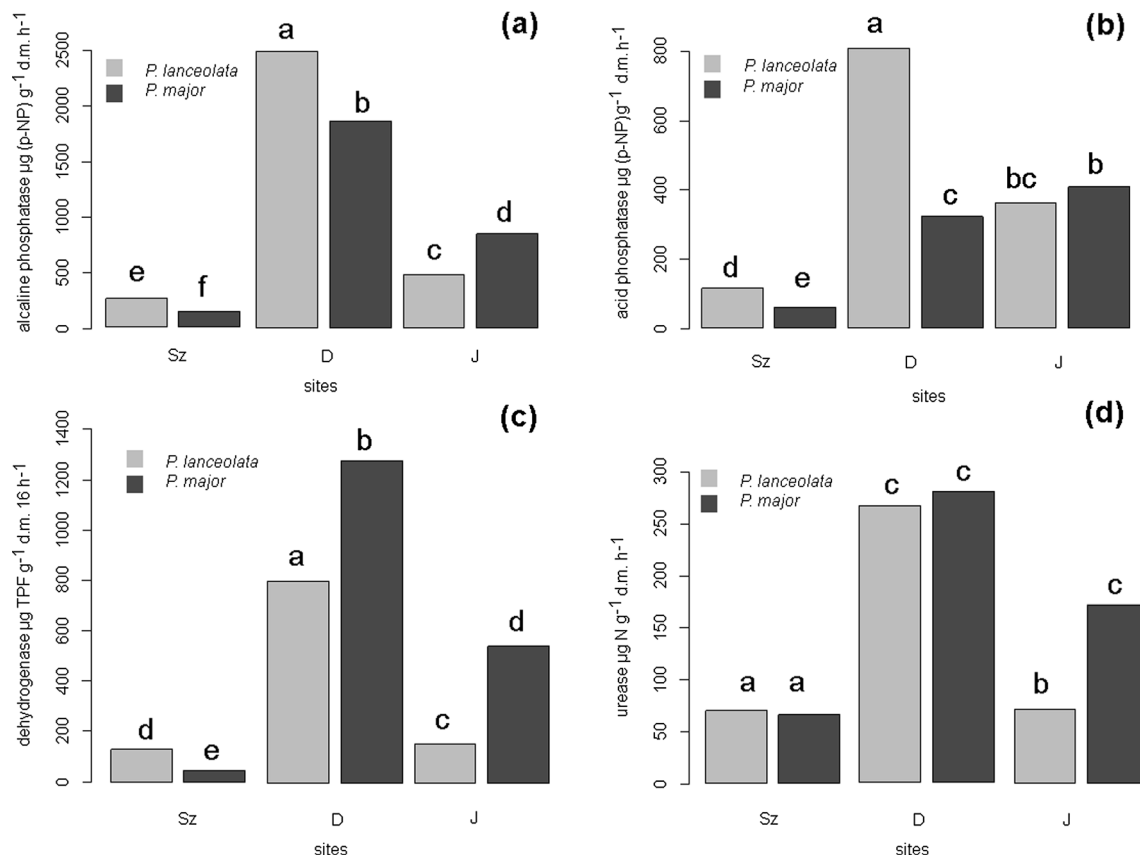 (a)
alcaline phosphatase µg (p-NP) g-1 d.m. h-1
0 500 1000 1500 2000 2500
P. lanceolata
P. major
e f a b c d
Sz D J
sites
(b)
acid phosphatase µg (p-NP)g-1 d.m. h-1
0 200 400 600 800
P. lanceolata
P. major
d e a c bc b
Sz D J
sites
(c)
dehydrogenase µg TPF g-1 d.m. 16 h-1
0 200 400 600 800 1000 1200 1400
P. lanceolata
P. major
d e a b c d
Sz D J
sites
(d)
urease µg N g-1 d.m. h-1
0 50 100 150 200 250 300
P. lanceolata
P. major
a a c c b c
Sz D J
sites